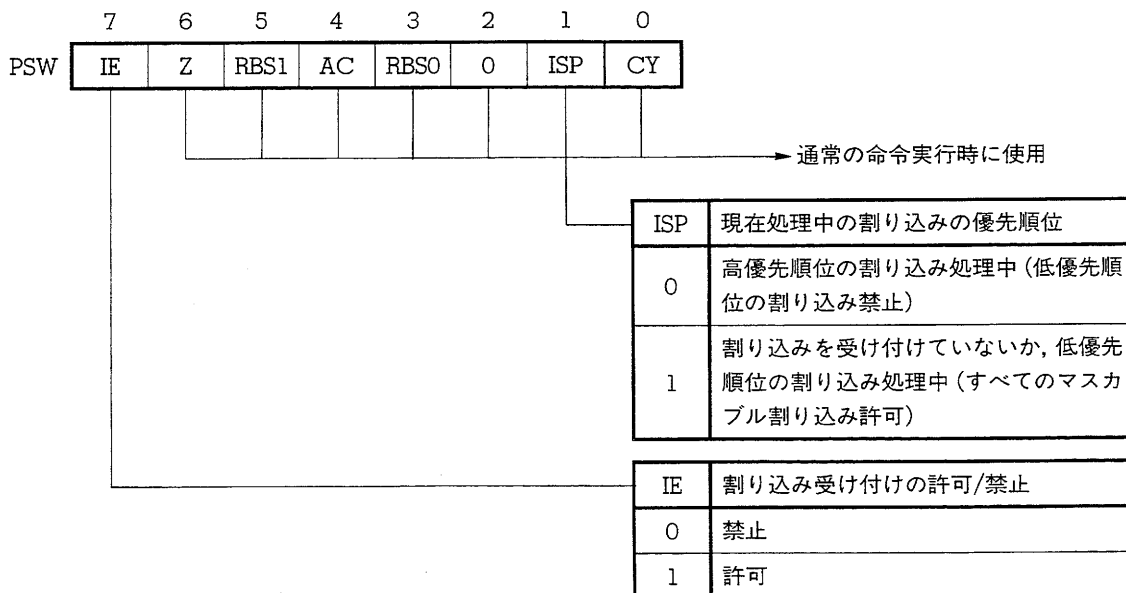 7 6 5 4 3 2 1 0
PSW IE Z RBS1 AC RBS0 0 ISP CY
通常の命令実行時に使用
ISP 現在処理中の割り込みの優先順位
0 高優先順位の割り込み処理中（低優先順
位の割り込み禁止）
割り込みを受け付けていないか，低優先
1 順位の割り込み処理中（すべてのマスカ
ブル割り込み許可）
IE 割り込み受け付けの許可/禁止
0 禁止
1 許可